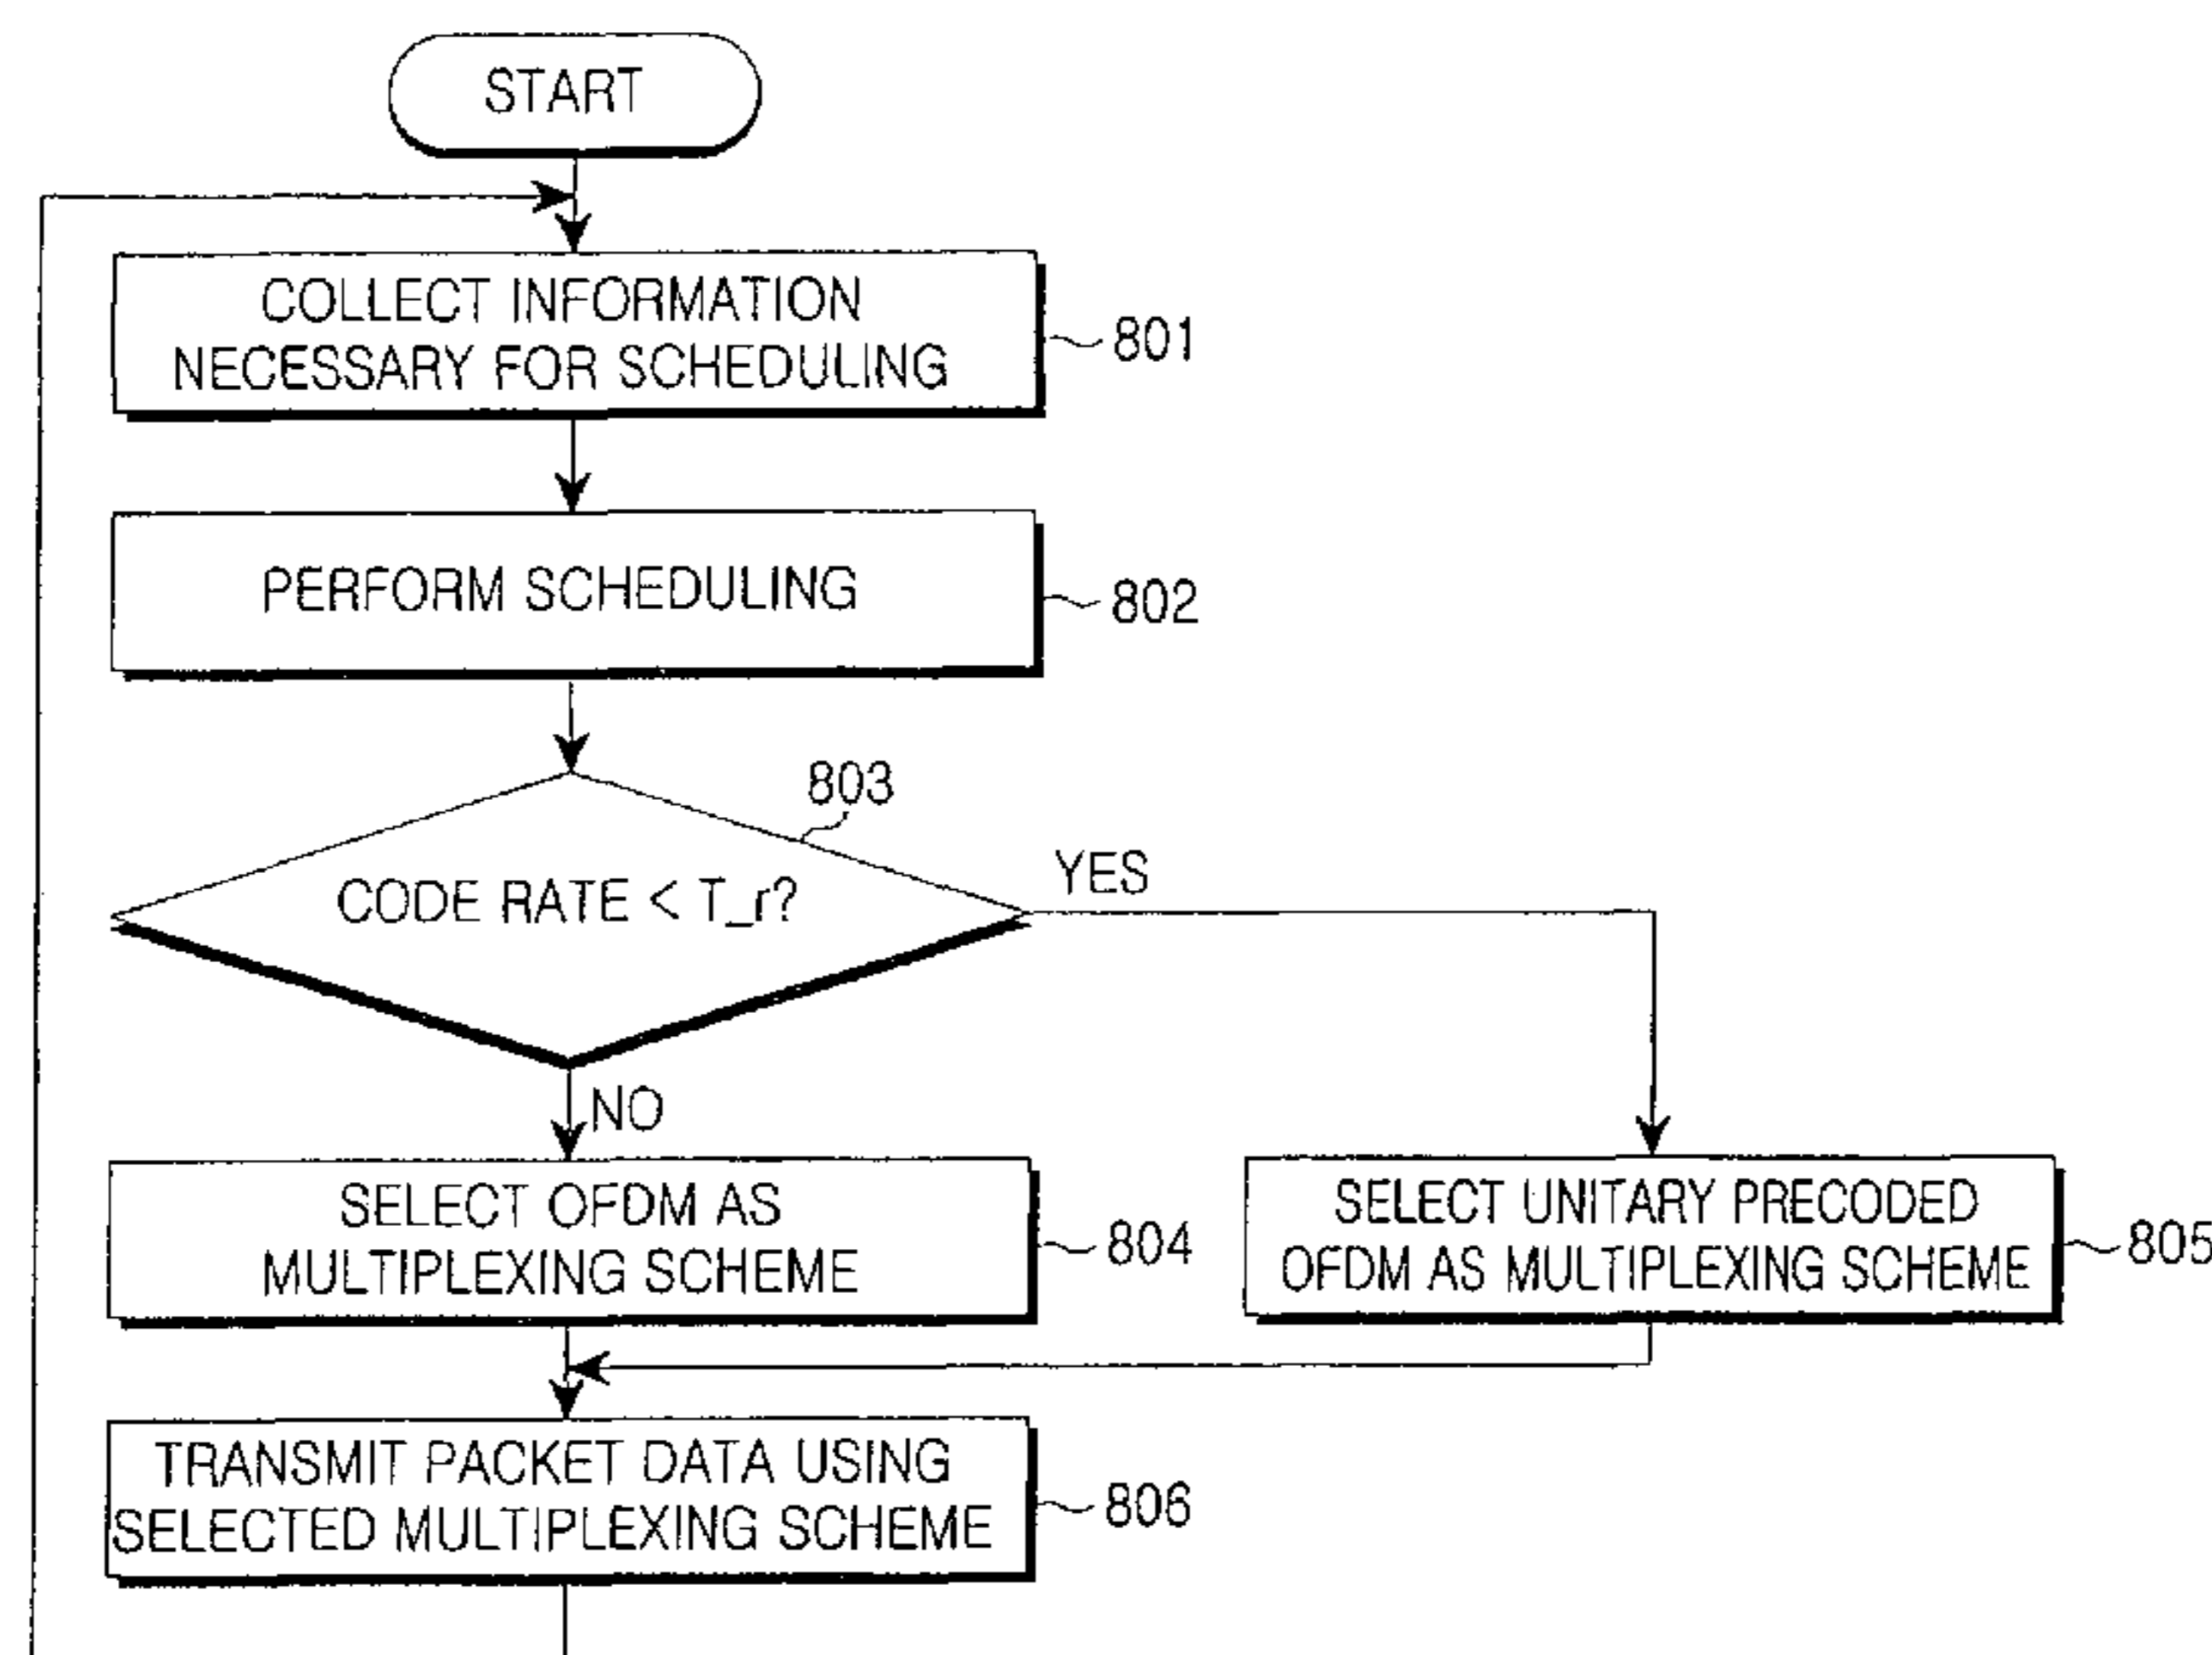 START
COLLECT INFORMATION
NECESSARY FOR SCHEDULING
801
PERFORM SCHEDULING
802
803
CODE RATE < T_r?
YES
NO
SELECT OFDM AS
MULTIPLEXING SCHEME
804
SELECT UNITARY PRECODED
OFDM AS MULTIPLEXING SCHEME
805
TRANSMIT PACKET DATA USING
SELECTED MULTIPLEXING SCHEME
806